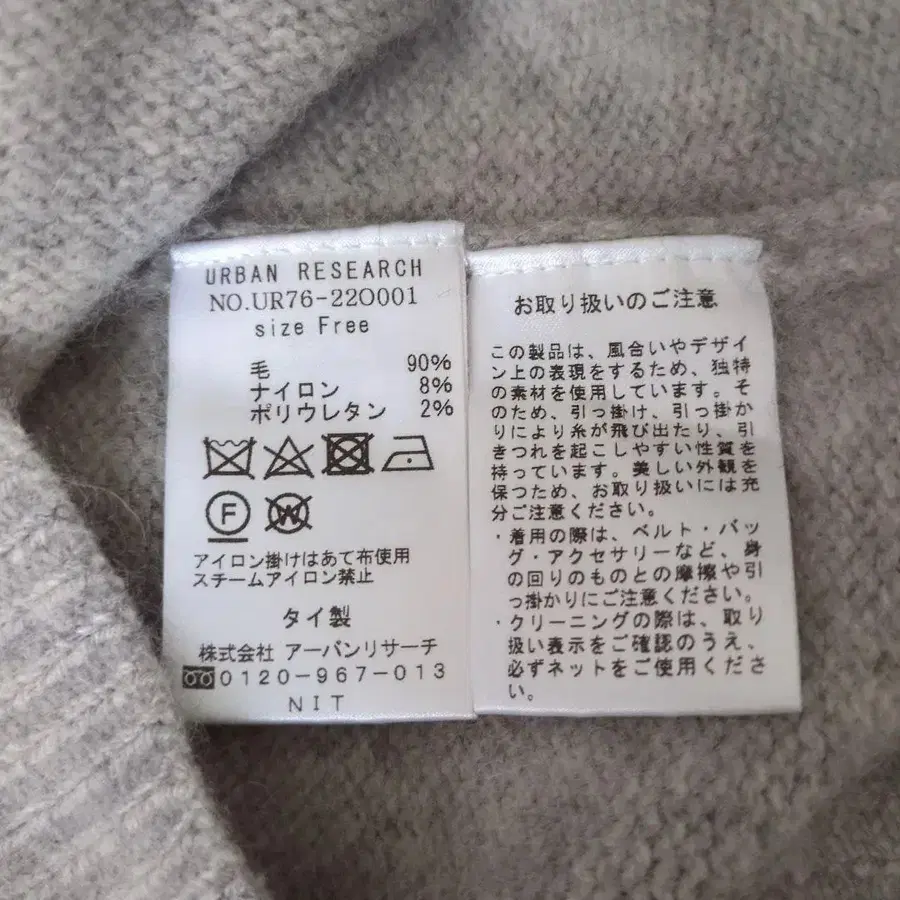 URBAN RESEARCH
NO.UR76-22O001
size Free
毛 90%
ナイロン 8%
ポリウレタン 2%
F
W
アイロン掛けはあて布使用
スチームアイロン禁止
タイ製
株式会社 アーバンリサーチ
0120-967-013
NIT
お取り扱いのご注意
この製品は、風合いやデザイ
ン上の表現をするため、独特
の素材を使用しています。そ
のため、引っ掛け、引っ掛か
りにより糸が飛び出たり、引
きつれを起こしやすい性質を
持っています。美しい外観を
保つため、お取り扱いには充
分ご注意ください。
・着用の際は、ベルト・バッ
グ・アクセサリーなど、身
の回りのものとの摩擦や引
っ掛かりにご注意ください。
・クリーニングの際は、取り
扱い表示をご確認のうえ、
必ずネットをご使用くださ
い。